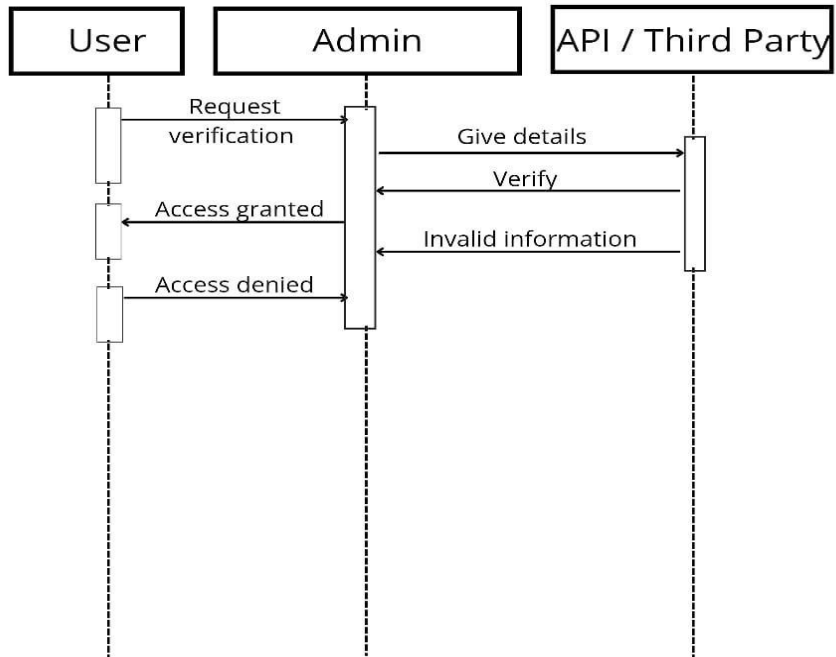 User
Admin
API / Third Party
Request
verification
Give details
Verify
Access granted
Invalid information
Access denied